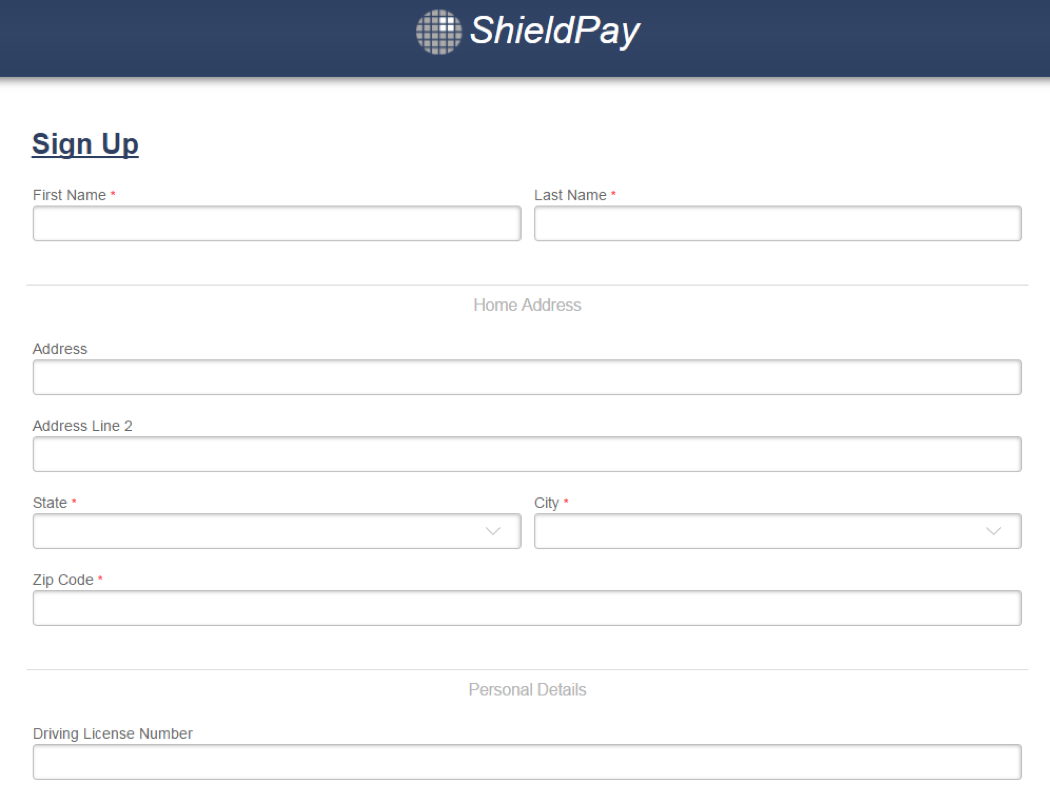 ShieldPay
Sign Up
First Name * Last Name *
Home Address
Address
Address Line 2
State * City *
Zip Code *
Personal Details
Driving License Number